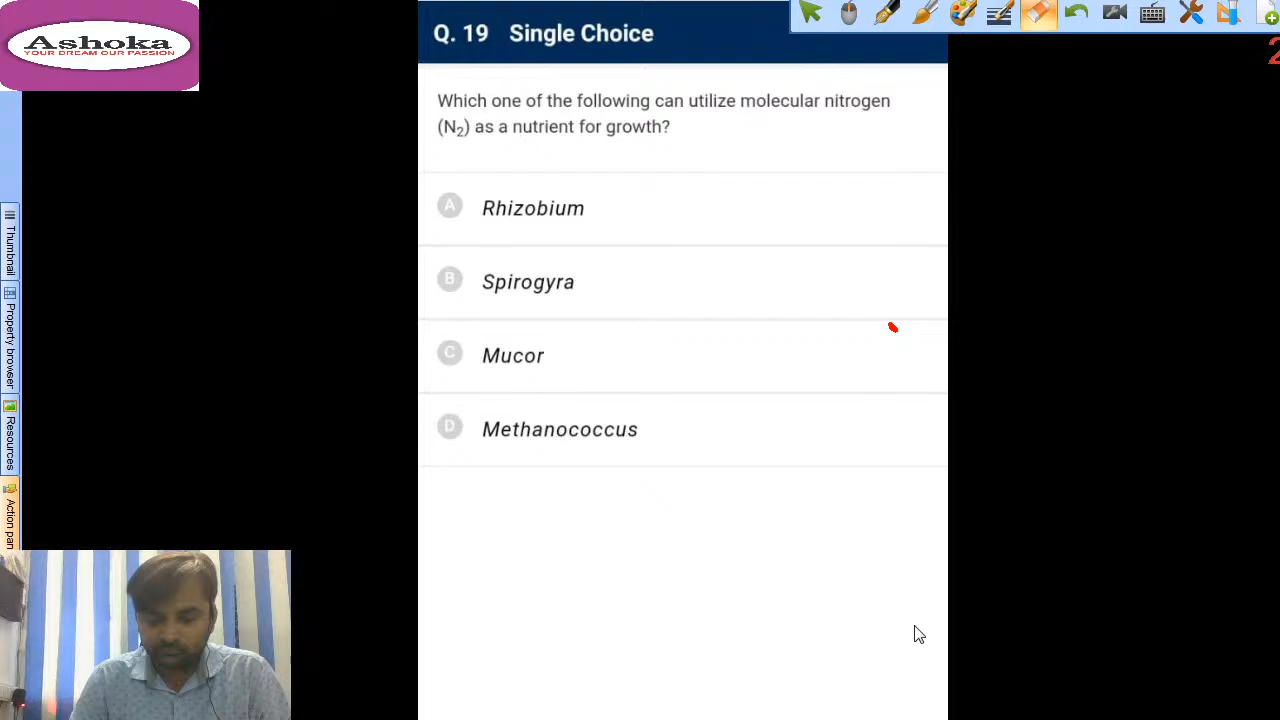 Ashoka
YOUR DREAM OUR PASSION
Q. 19 Single Choice
Which one of the following can utilize molecular nitrogen
(N₂) as a nutrient for growth?
A Rhizobium
B Spirogyra
C Mucor
D Methanococcus
Thumbnail
Property browser
Resources
Action pan
2